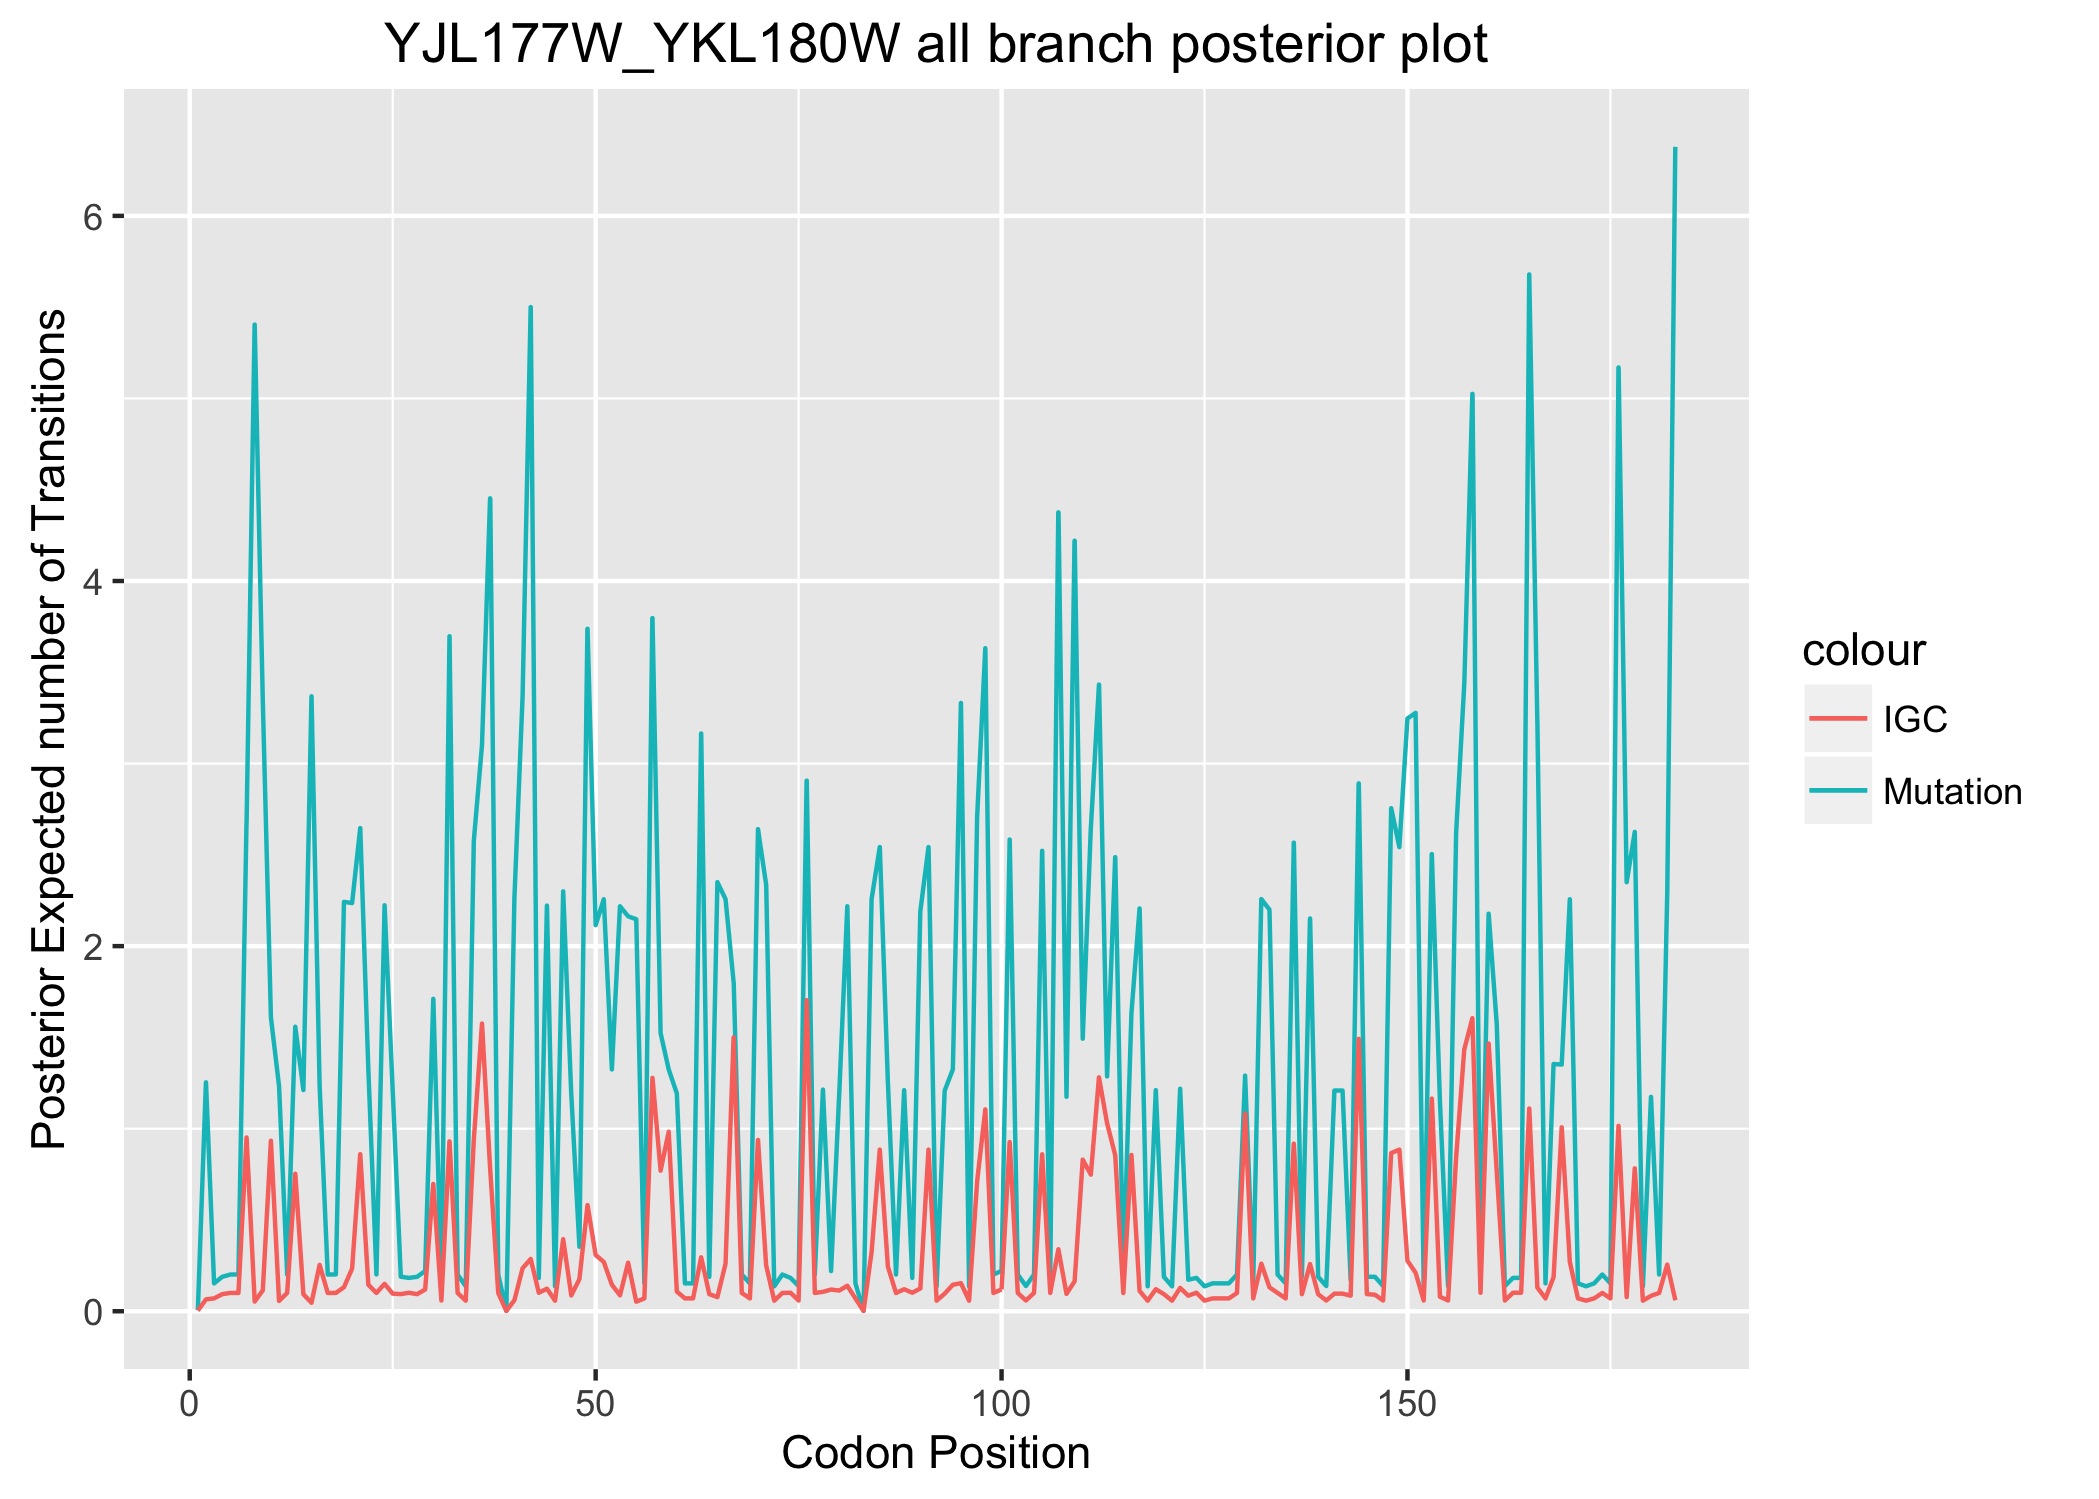 YJL177W_YKL180W all branch posterior plot
Posterior Expected number of Transitions
6
4
2
0
0 50 100 150
Codon Position
colour
IGC
Mutation